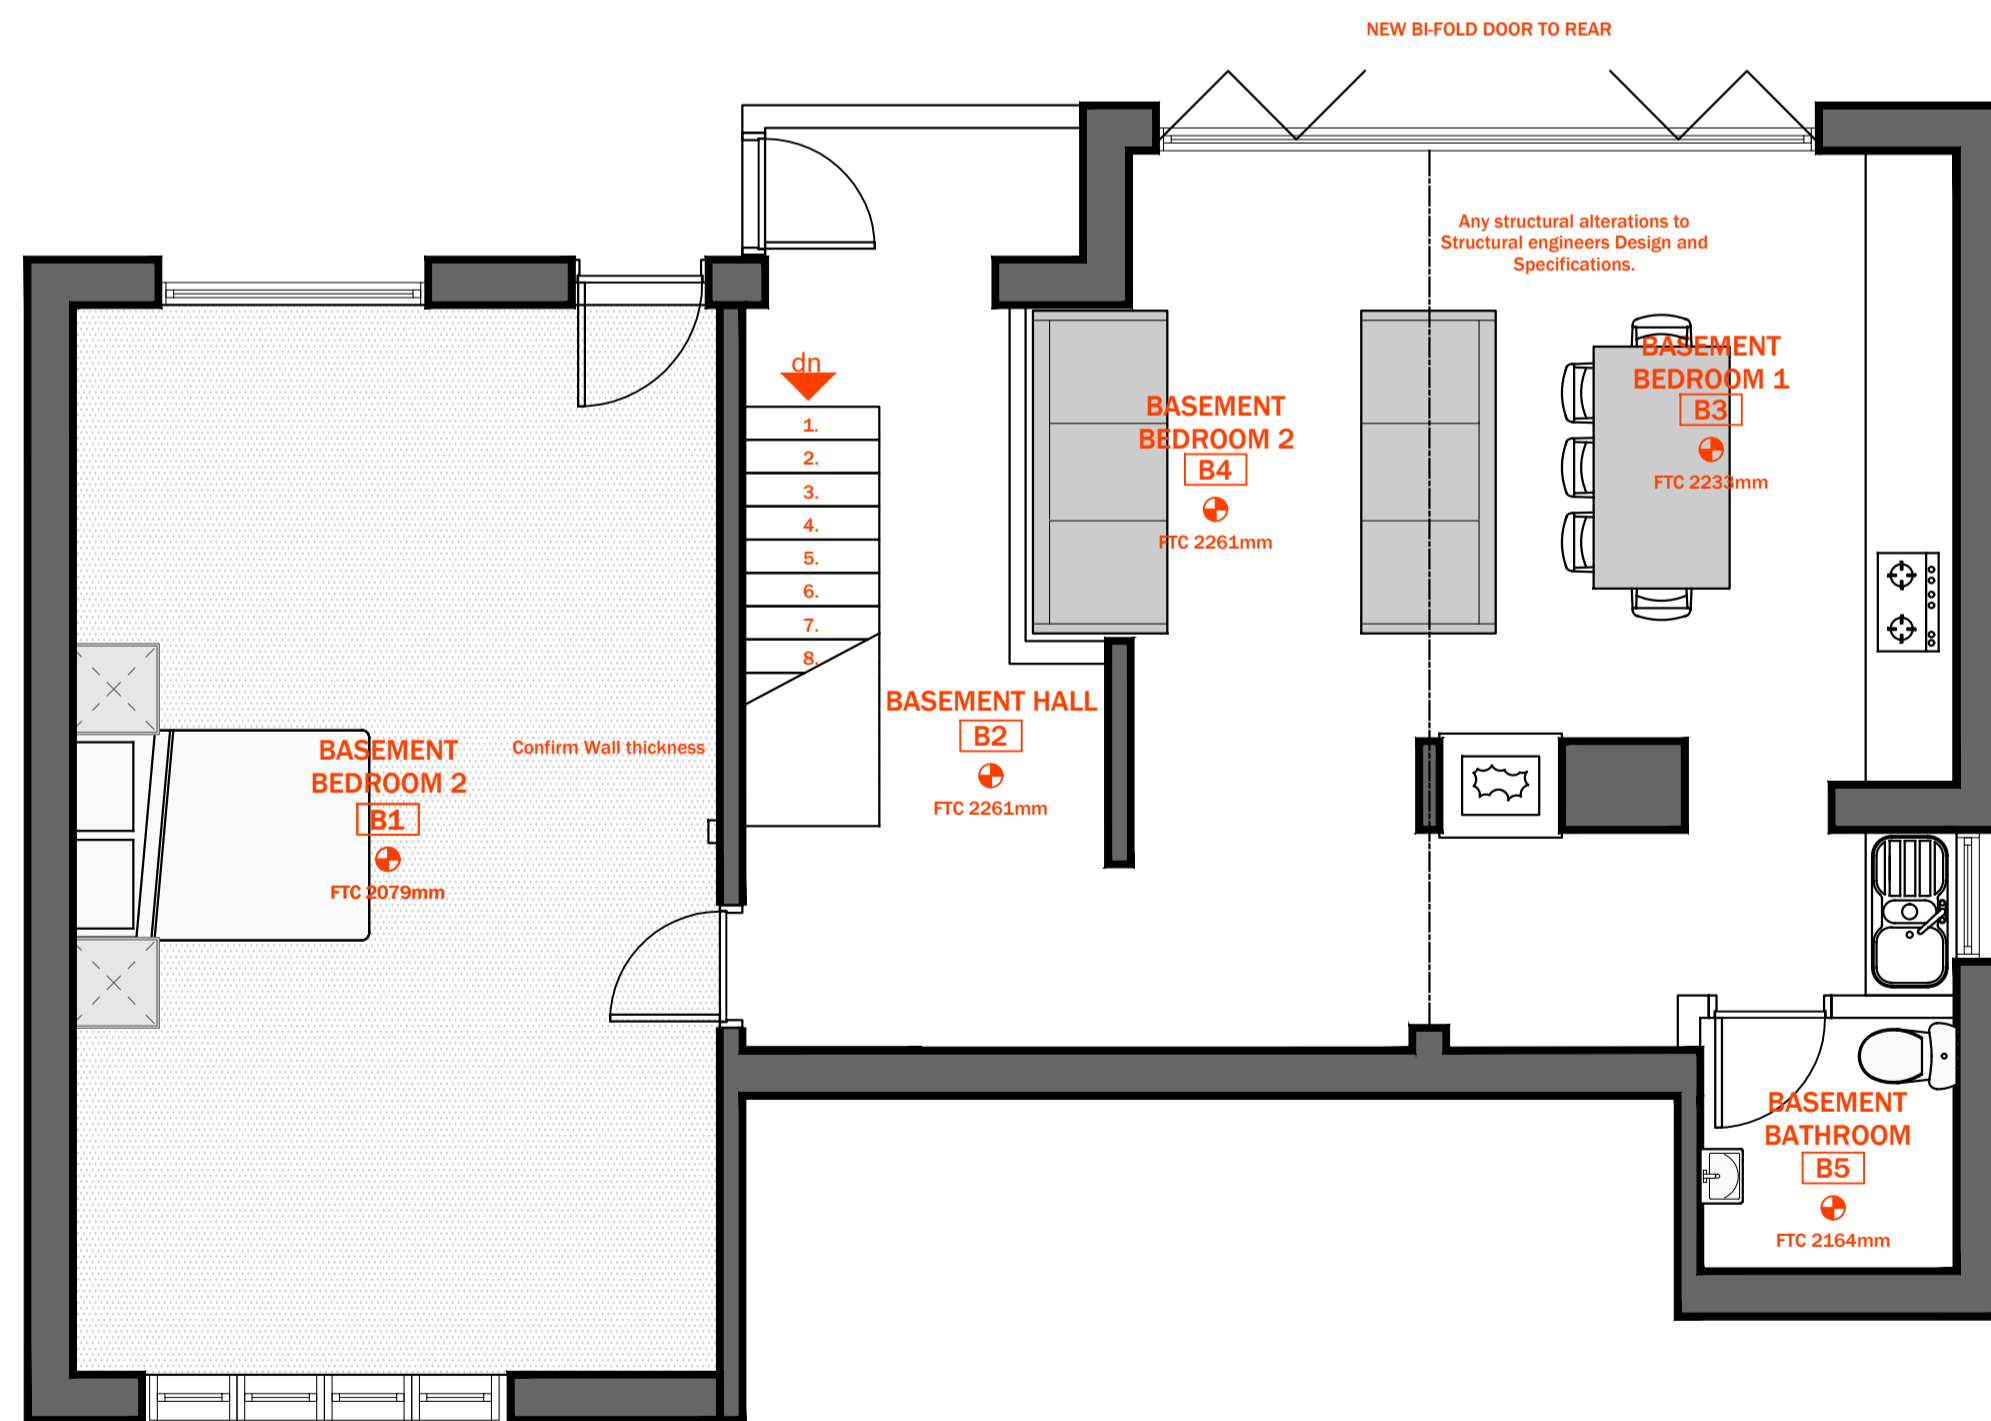 NEW BI-FOLD DOOR TO REAR
Any structural alterations to
Structural engineers Design and
Specifications.
BASEMENT
BEDROOM 1
B3
FTC 2233mm
BASEMENT
BEDROOM 2
B4
FTC 2261mm
dn
1.
2.
3.
4.
5.
6.
7.
8.
BASEMENT HALL
B2
FTC 2261mm
BASEMENT
BEDROOM 2
B1
FTC 2079mm
Confirm Wall thickness
BASEMENT
BATHROOM
B5
FTC 2164mm